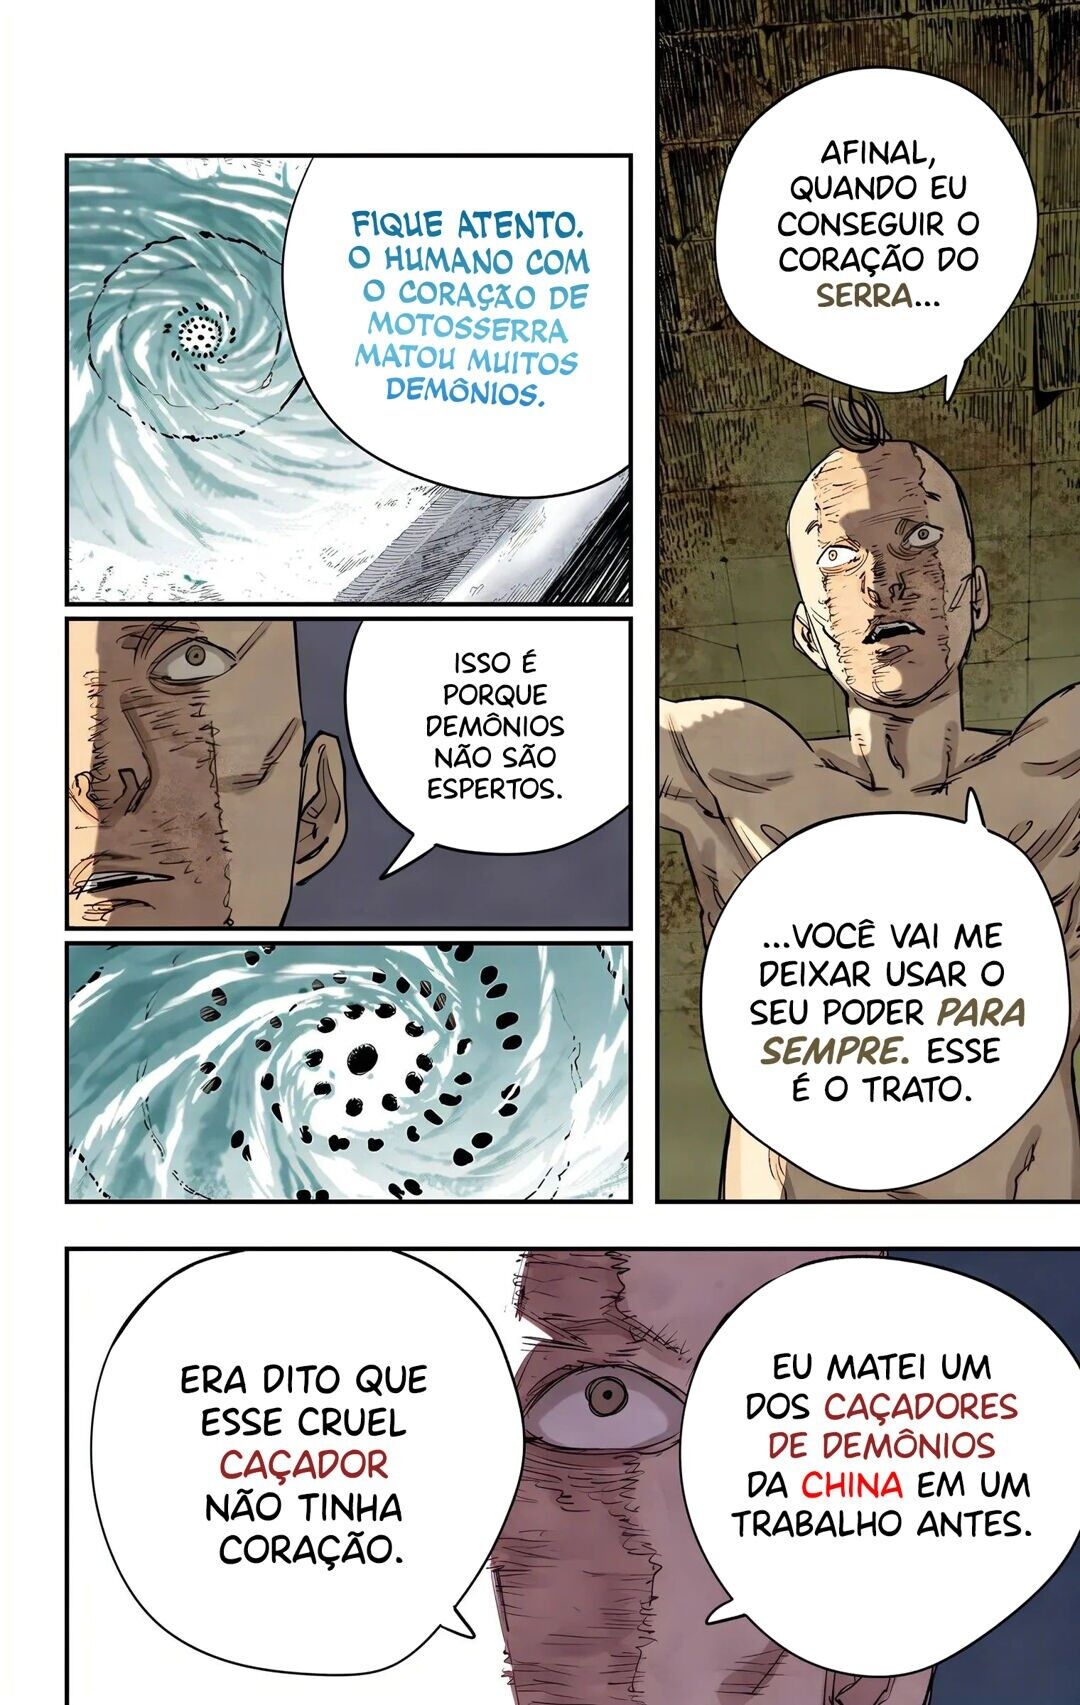 AFINAL,
QUANDO EU
CONSEGUIR O
CORAÇÃO DO
SERRA...
...VOCÊ VAI ME
DEIXAR USAR O
SEU PODER PARA
SEMPRE. ESSE
É O TRATO.
FIQUE ATENTO.
O HUMANO COM
O CORAÇÃO DE
MOTOSSERRA
MATOU MUITOS
DEMÔNIOS.
ISSO É
PORQUE
DEMÔNIOS
NÃO SÃO
ESPERTOS.
EU MATEI UM
DOS CAÇADORES
DE DEMÔNIOS
DA CHINA EM UM
TRABALHO ANTES.
ERA DITO QUE
ESSE CRUEL
CAÇADOR
NÃO TINHA
CORAÇÃO.